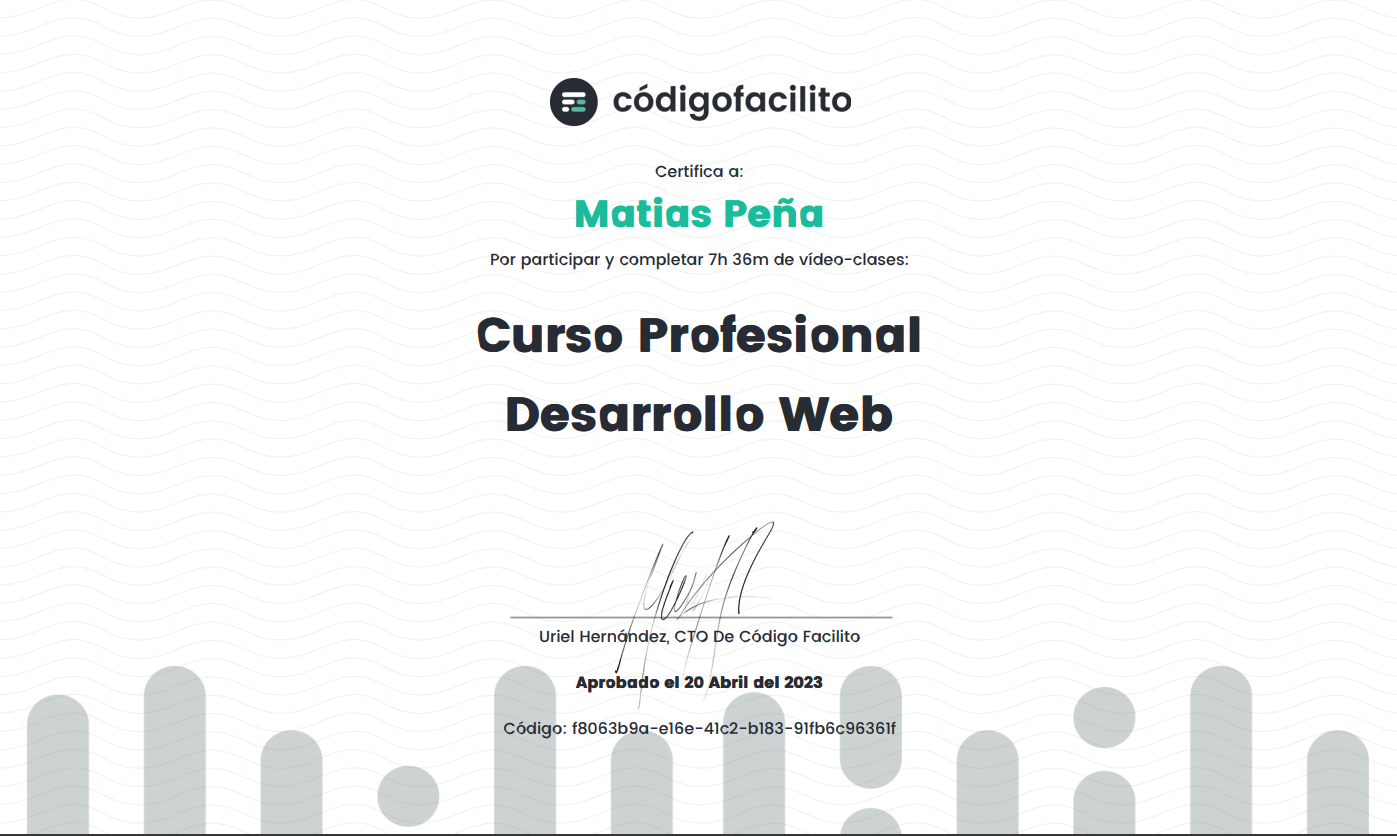 códigofacilito
Certifica a:
Matias Peña
Por participar y completar 7h 36m de vídeo-clases:
Curso Profesional
Desarrollo Web
Uriel Hernández, CTO De Código Facilito
Aprobado el 20 Abril del 2023
Código: f8063b9a-e16e-41c2-b183-91fb6c96361f